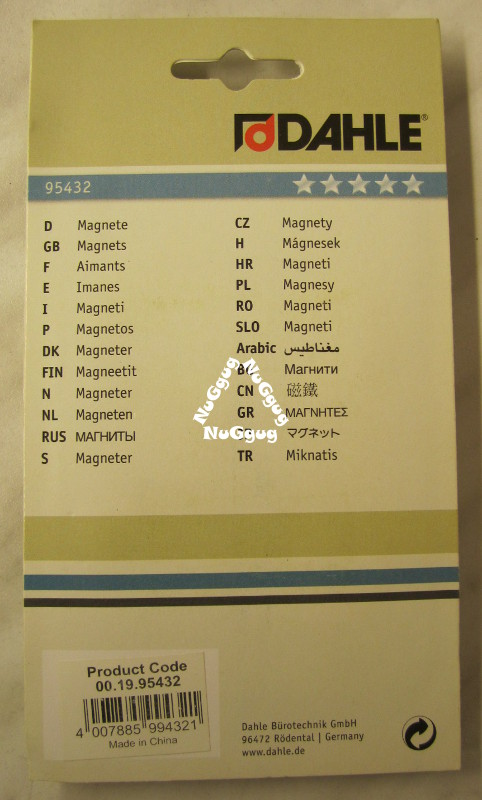 DAHLE®
95432
D Magnete
GB Magnets
F Aimants
E Imanes
I Magneti
P Magnetos
DK Magneter
FIN Magneetit
N Magneter
NL Magneten
RUS МАГНИТЫ
S Magneter
CZ Magnety
H Mágnesek
HR Magneti
PL Magnesy
RO Magneti
SLO Magneti
Arabic مغناطيس
BG Магнити
CN 磁鐵
GR ΜΑΓΝΗΤΕΣ
マグネット
TR Miknatis
NuGgug
NuGgug
NuGgug
Product Code
00.19.95432
4 007885 994321
Made in China
Dahle Bürotechnik GmbH
96472 Rödental | Germany
www.dahle.de